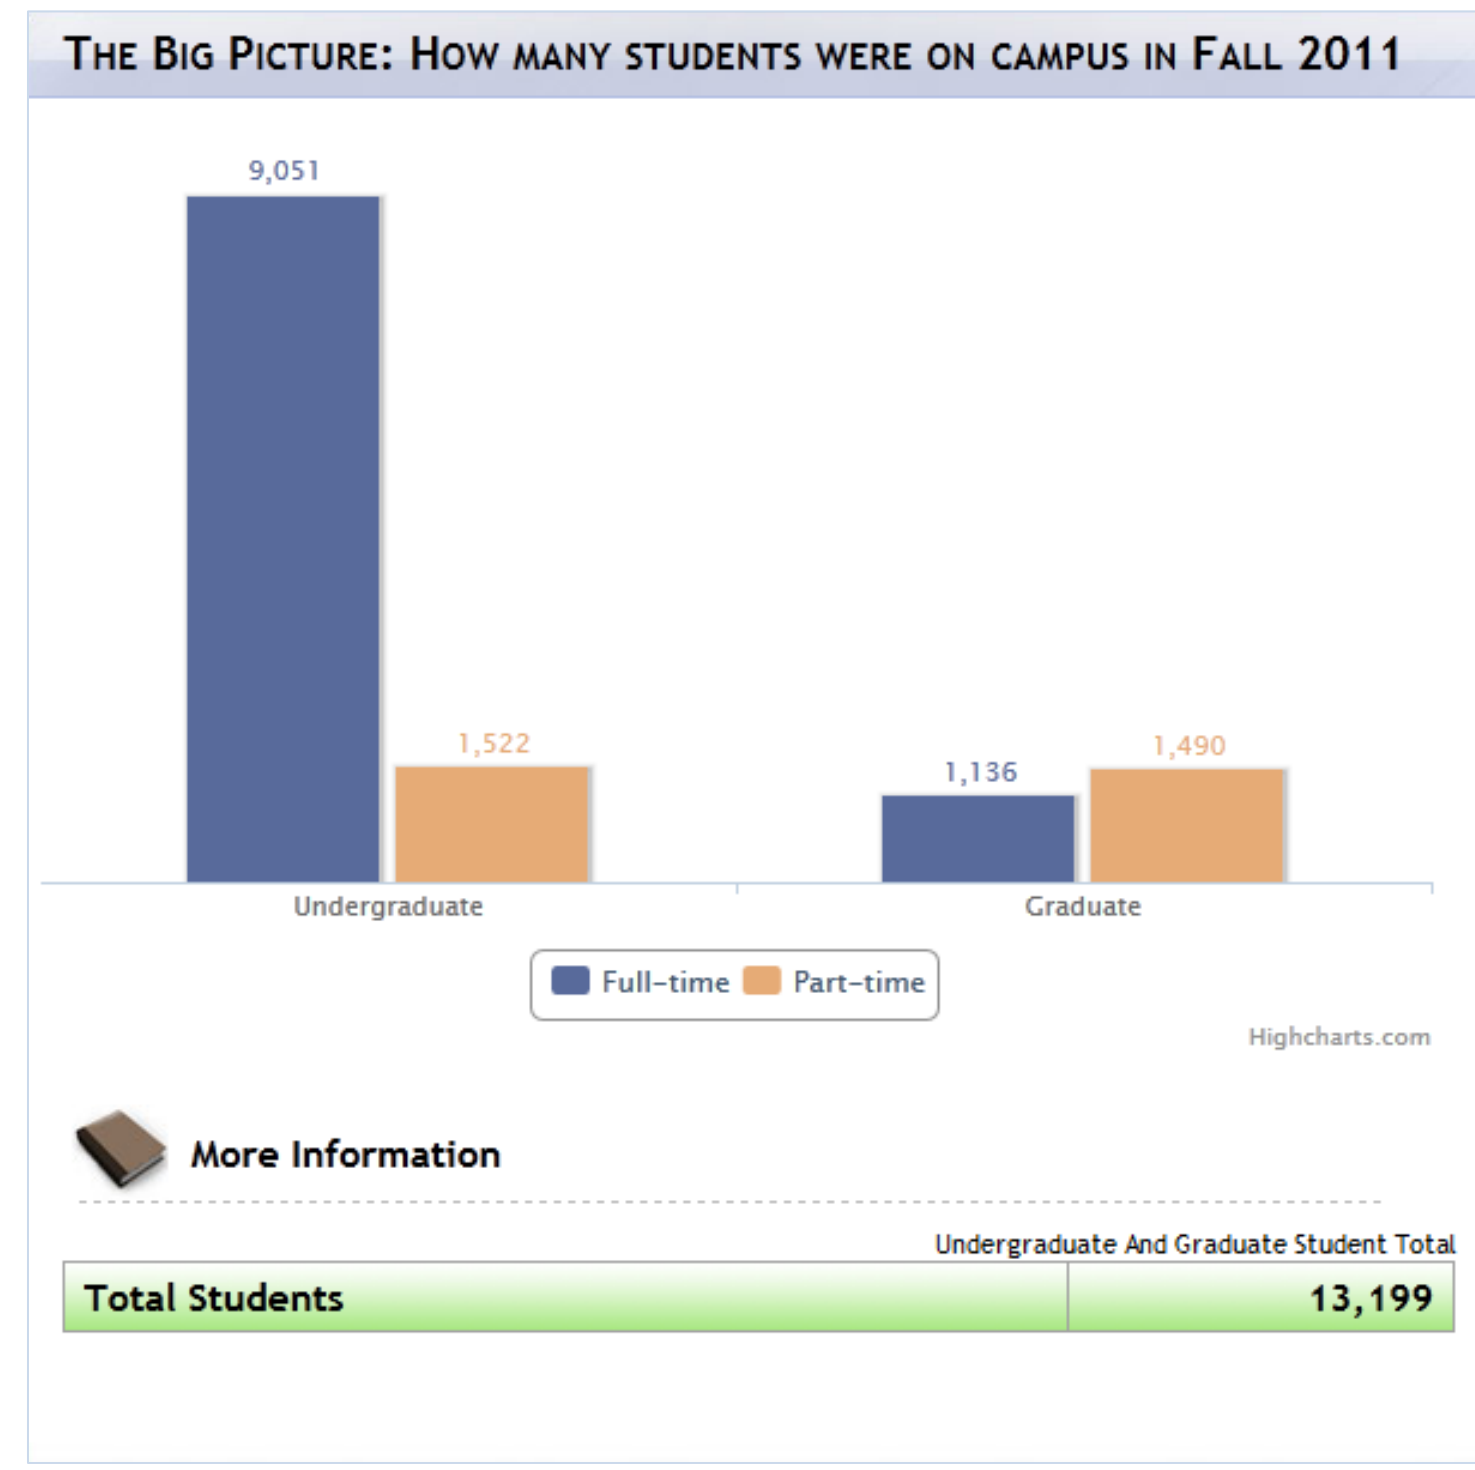 THE BIG PICTURE: HOW MANY STUDENTS WERE ON CAMPUS IN FALL 2011
9,051
1,522
1,136
1,490
Undergraduate Graduate
Full-time Part-time
Highcharts.com
More Information
Undergraduate And Graduate Student Total
Total Students 13,199